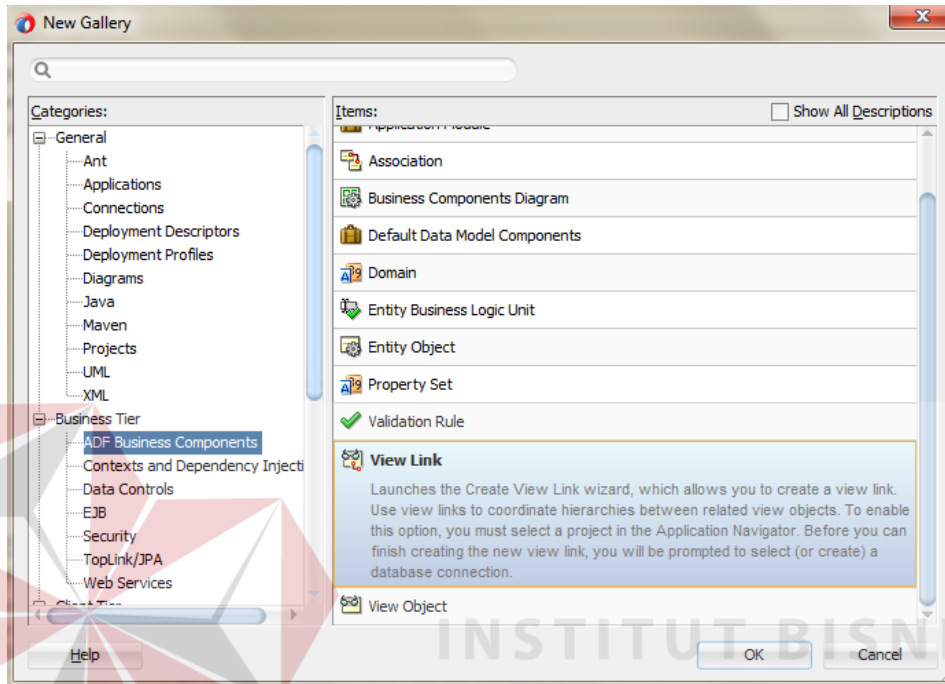 New Gallery
Categories:
General
Ant
Applications
Connections
Deployment Descriptors
Deployment Profiles
Diagrams
Java
Maven
Projects
UML
XML
Business Tier
ADF Business Components
Contexts and Dependency Injecti
Data Controls
EJB
Security
TopLink/JPA
Web Services
Client Tier
Items:
Show All Descriptions
Application Module
Association
Business Components Diagram
Default Data Model Components
Domain
Entity Business Logic Unit
Entity Object
Property Set
Validation Rule
View Link
Launches the Create View Link wizard, which allows you to create a view link.
Use view links to coordinate hierarchies between related view objects. To enable
this option, you must select a project in the Application Navigator. Before you can
finish creating the new view link, you will be prompted to select (or create) a
database connection.
View Object
INSTITUT BISNI
Help
OK
Cancel